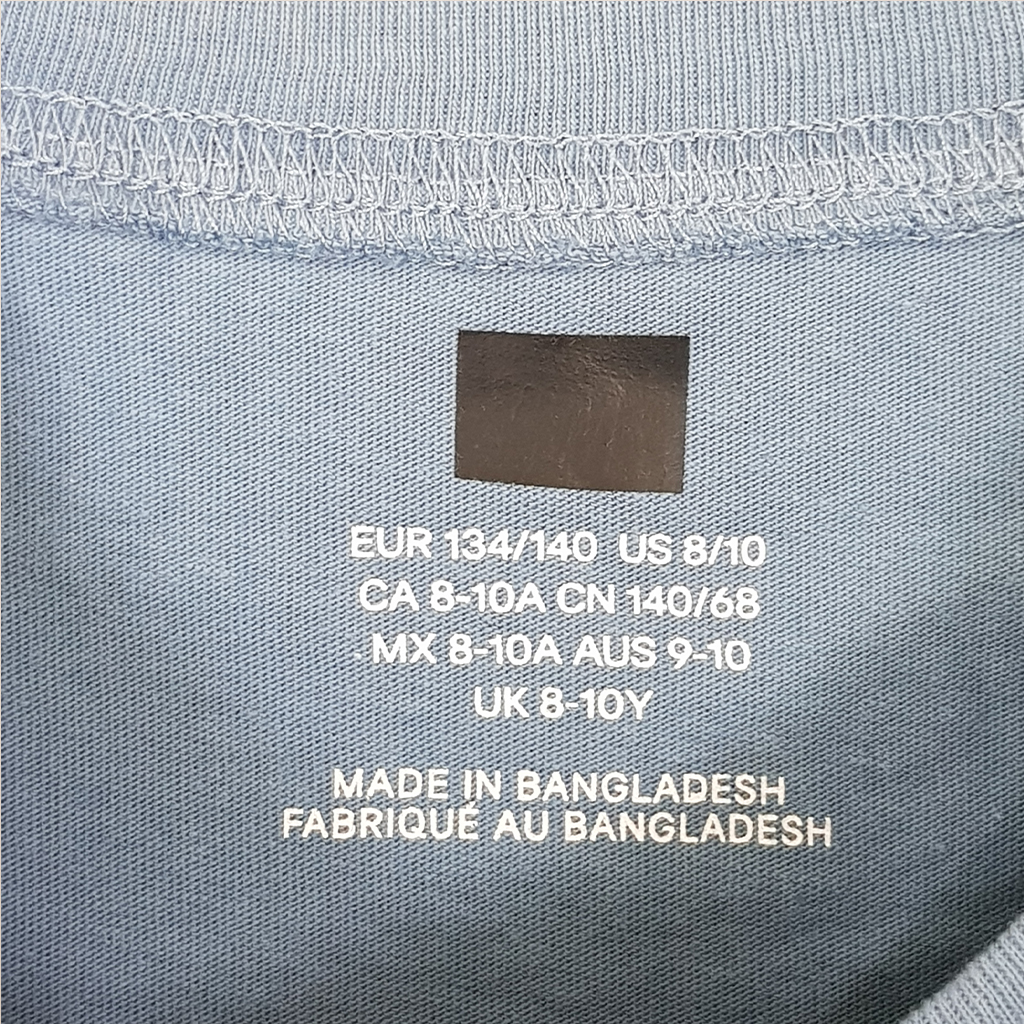 EUR 134/140 US 8/10
CA 8-10A CN 140/68
MX 8-10A AUS 9-10
UK 8-10Y
MADE IN BANGLADESH
FABRIQUÉ AU BANGLADESH